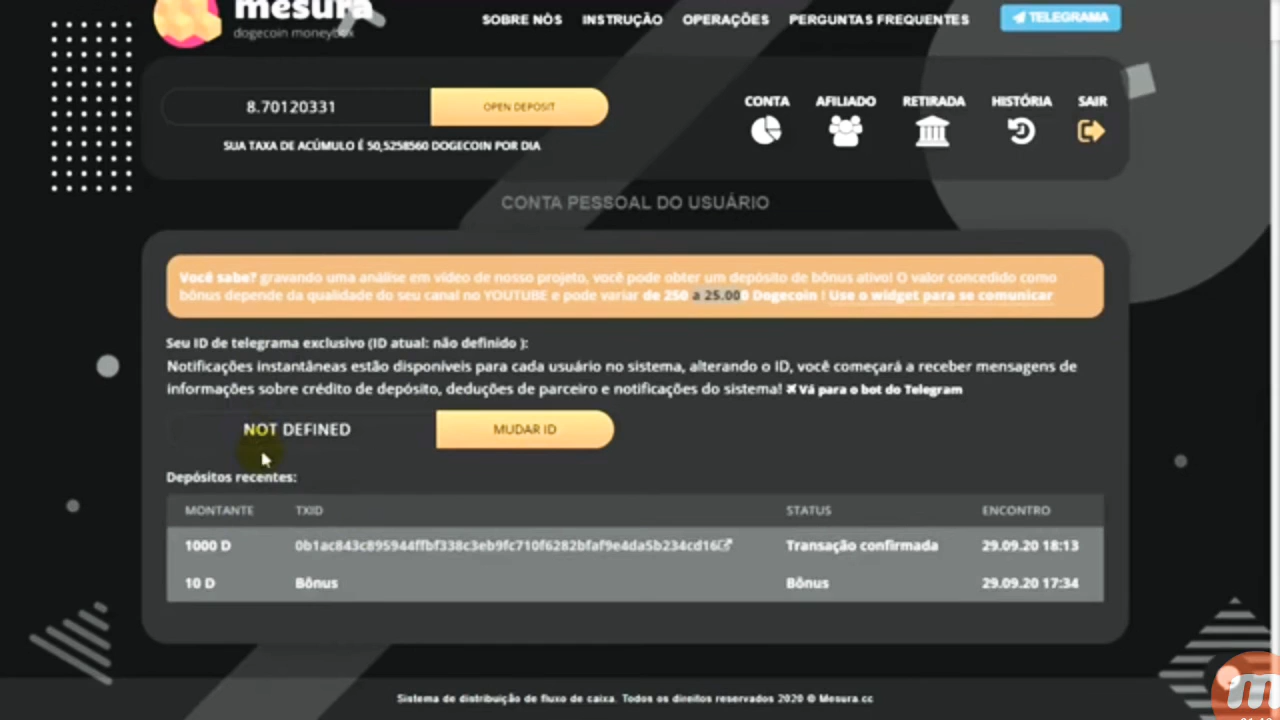 mesura
dogecoin moneybox
SOBRE NÓS INSTRUÇÃO OPERAÇÕES PERGUNTAS FREQUENTES TELEGRAMA
8.70120331 OPEN DEPOSIT
CONTA AFILIADO RETIRADA HISTÓRIA SAIR
SUA TAXA DE ACÚMULO É 50,5258560 DOGECOIN POR DIA
CONTA PESSOAL DO USUÁRIO
Você sabe? gravando uma análise em vídeo de nosso projeto, você pode obter um depósito de bônus ativo! O valor concedido como
bônus depende da qualidade do seu canal no YOUTUBE e pode variar de 250 a 25.000 Dogecoin ! Use o widget para se comunicar
Seu ID de telegrama exclusivo (ID atual: não definido ):
Notificações instantâneas estão disponíveis para cada usuário no sistema, alterando o ID, você começará a receber mensagens de
informações sobre crédito de depósito, deduções de parceiro e notificações do sistema! Vá para o bot do Telegram
NOT DEFINED MUDAR ID
Depósitos recentes:
MONTANTE TXID STATUS ENCONTRO
1000 D 0b1ac843c895944ffbf338c3eb9fc710f6282bfaf9e4da5b234cd16 Transação confirmada 29.09.20 18:13
10 D Bônus Bônus 29.09.20 17:34
Sistema de distribuição de fluxo de caixa. Todos os direitos reservados 2020 © Mesura.cc